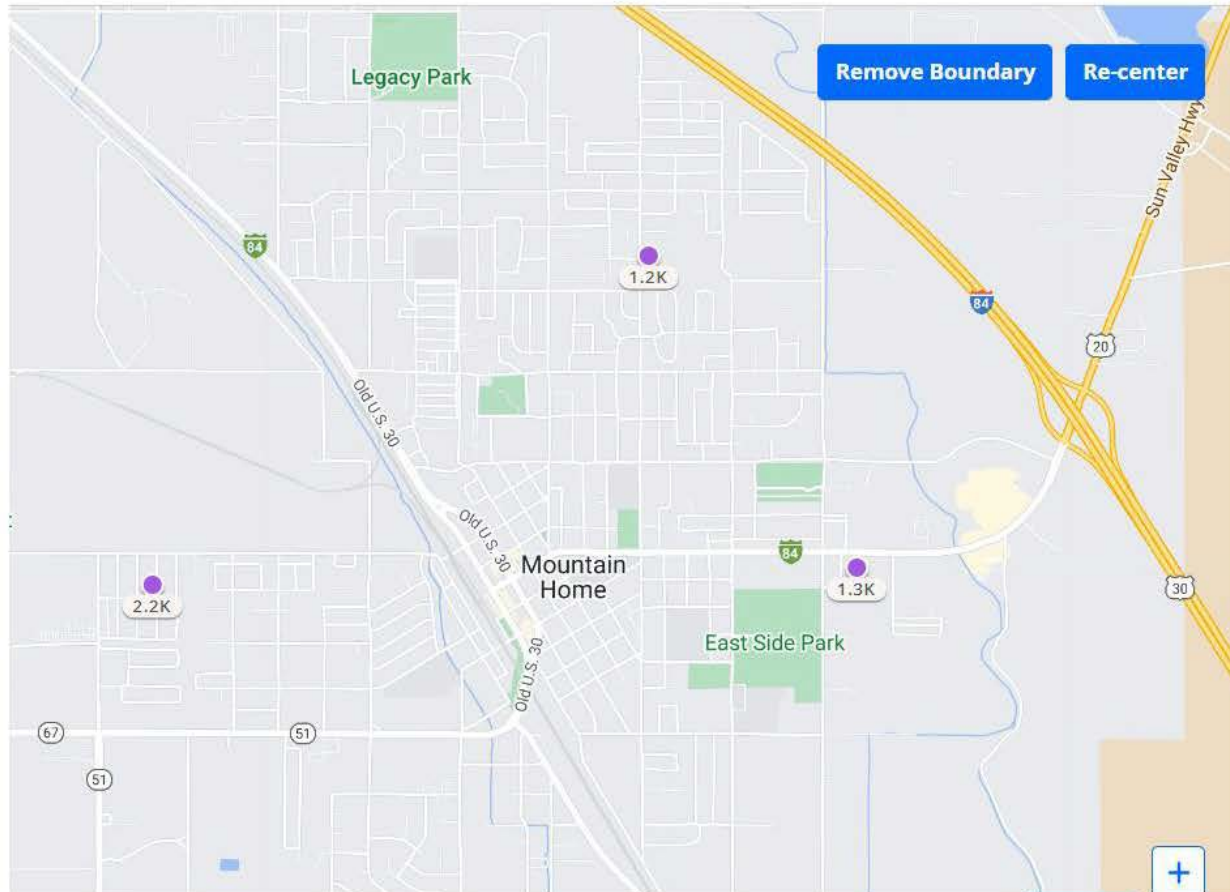 Legacy Park
Remove Boundary
Re-center
Sun Valley Hwy
84
1.2K
84
20
Old U.S. 30
Old U.S. 30
Mountain
Home
84
1.3K
30
2.2K
East Side Park
Old U.S. 30
67
51
51
+